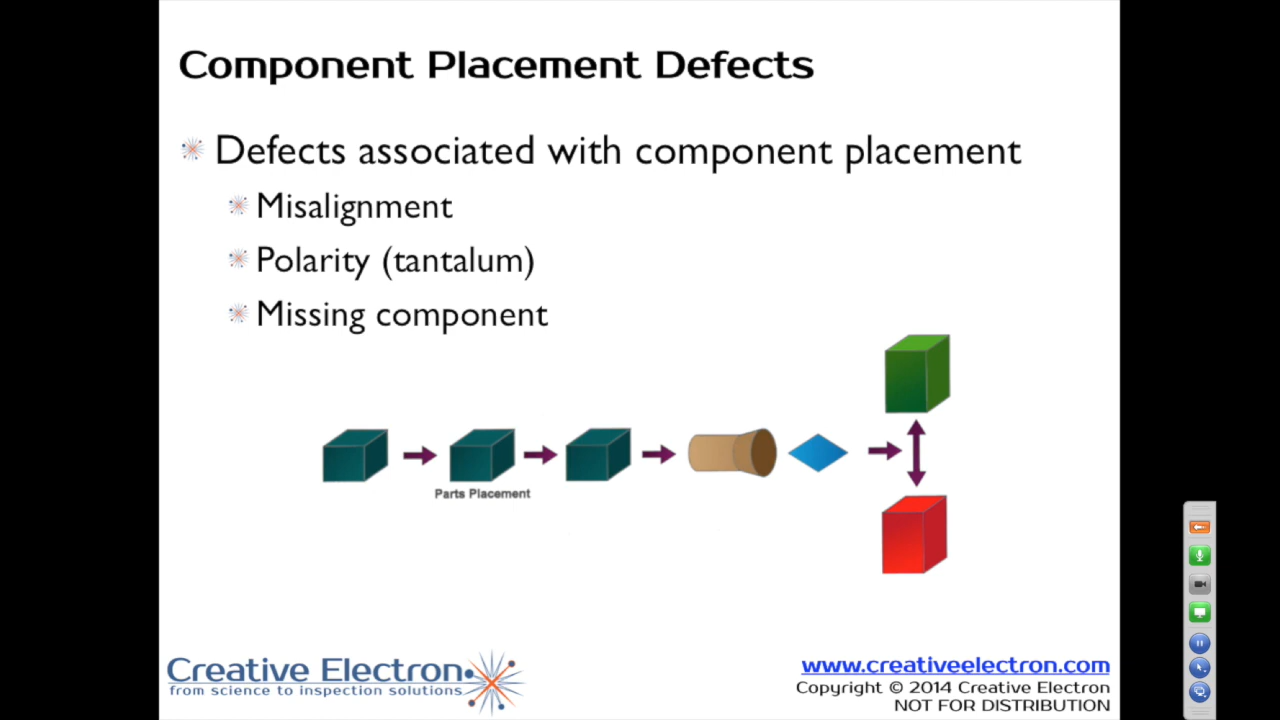 Component Placement Defects
Defects associated with component placement
Misalignment
Polarity (tantalum)
Missing component
Parts Placement
Creative Electron
from science to inspection solutions
www.creativeelectron.com
Copyright © 2014 Creative Electron
NOT FOR DISTRIBUTION